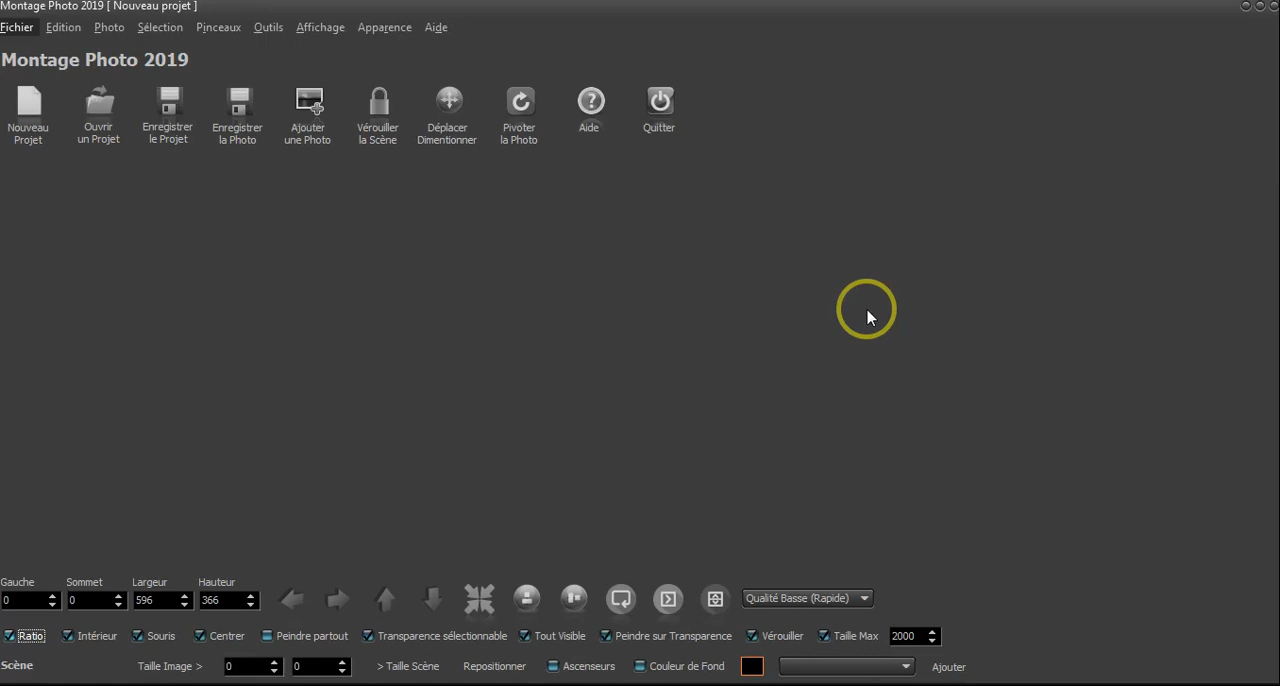 Montage Photo 2019 [ Nouveau projet ]
Fichier Edition Photo Sélection Pinceaux Outils Affichage Apparence Aide
Montage Photo 2019
Nouveau Projet
Ouvrir un Projet
Enregistrer le Projet
Enregistrer la Photo
Ajouter une Photo
Vérouiller la Scène
Déplacer Dimentionner
Pivoter la Photo
Aide
Quitter
Gauche Sommet Largeur Hauteur
0 0 596 366 Qualité Basse (Rapide)
Ratio Intérieur Souris Centrer Peindre partout Transparence sélectionnable Tout Visible Peindre sur Transparence Vérouiller Taille Max 2000
Scène Taille Image > 0 0 > Taille Scène Repositionner Ascenseurs Couleur de Fond Ajouter